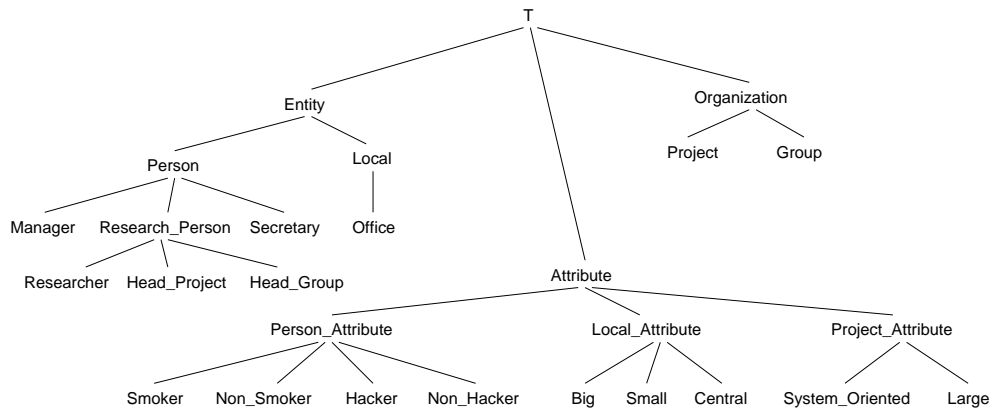 T
Entity
Organization
Person
Local
Project Group
Manager Research_Person Secretary Office
Researcher Head_Project Head_Group
Attribute
Person_Attribute Local_Attribute Project_Attribute
Smoker Non_Smoker Hacker Non_Hacker Big Small Central System_Oriented Large